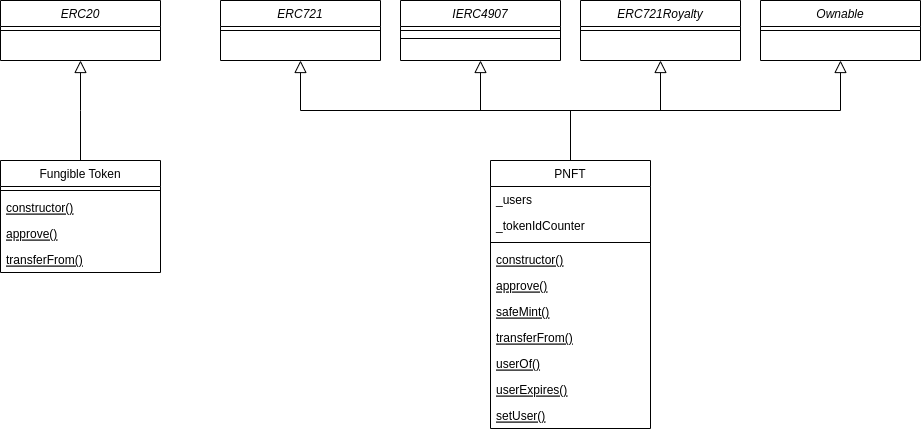 ERC20
ERC721
IERC4907
ERC721Royalty
Ownable
Fungible Token
constructor()
approve()
transferFrom()
PNFT
_users
_tokenIdCounter
constructor()
approve()
safeMint()
transferFrom()
userOf()
userExpires()
setUser()